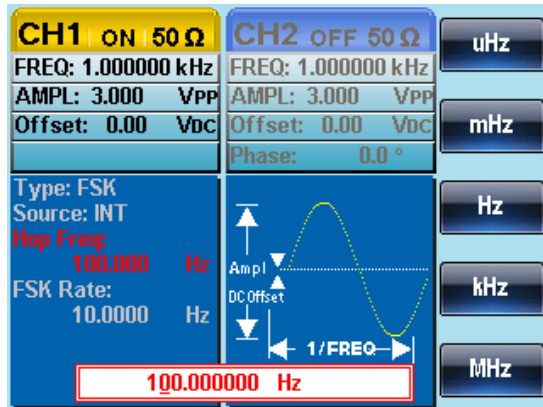 CH1 ON 50 Ω
FREQ: 1.000000 kHz
AMPL: 3.000 VPP
Offset: 0.00 VDC
CH2 OFF 50 Ω
FREQ: 1.000000 kHz
AMPL: 3.000 VPP
Offset: 0.00 VDC
Phase: 0.0 °
Type: FSK
Source: INT
Hop Freq:
100.000 Hz
FSK Rate:
10.0000 Hz
Ampl
DC Offset
1/FREQ
100.000000 Hz
uHz
mHz
Hz
kHz
MHz